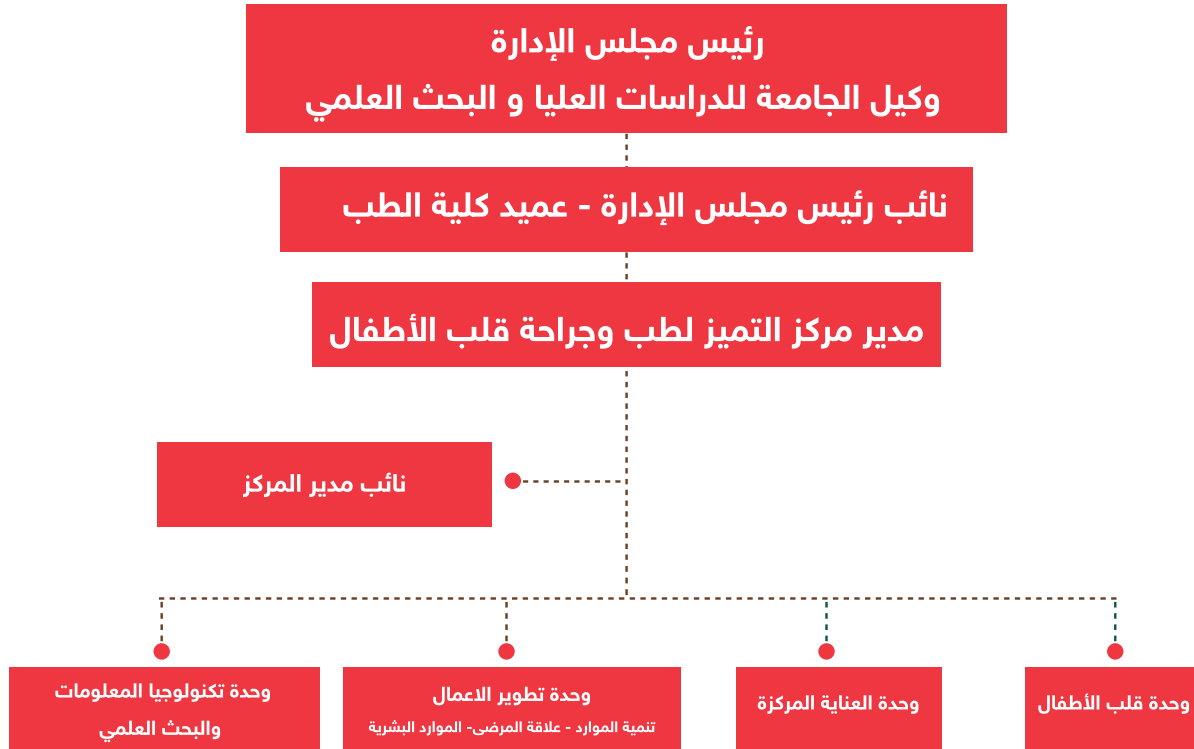 رئيس مجلس الإدارة
وكيل الجامعة للدراسات العليا و البحث العلمي
نائب رئيس مجلس الإدارة - عميد كلية الطب
مدير مركز التميز لطب وجراحة قلب الأطفال
نائب مدير المركز
وحدة قلب الأطفال
وحدة العناية المركزة
وحدة تطوير الاعمال
تنمية الموارد - علاقة المرضى- الموارد البشرية
وحدة تكنولوجيا المعلومات
والبحث العلمي